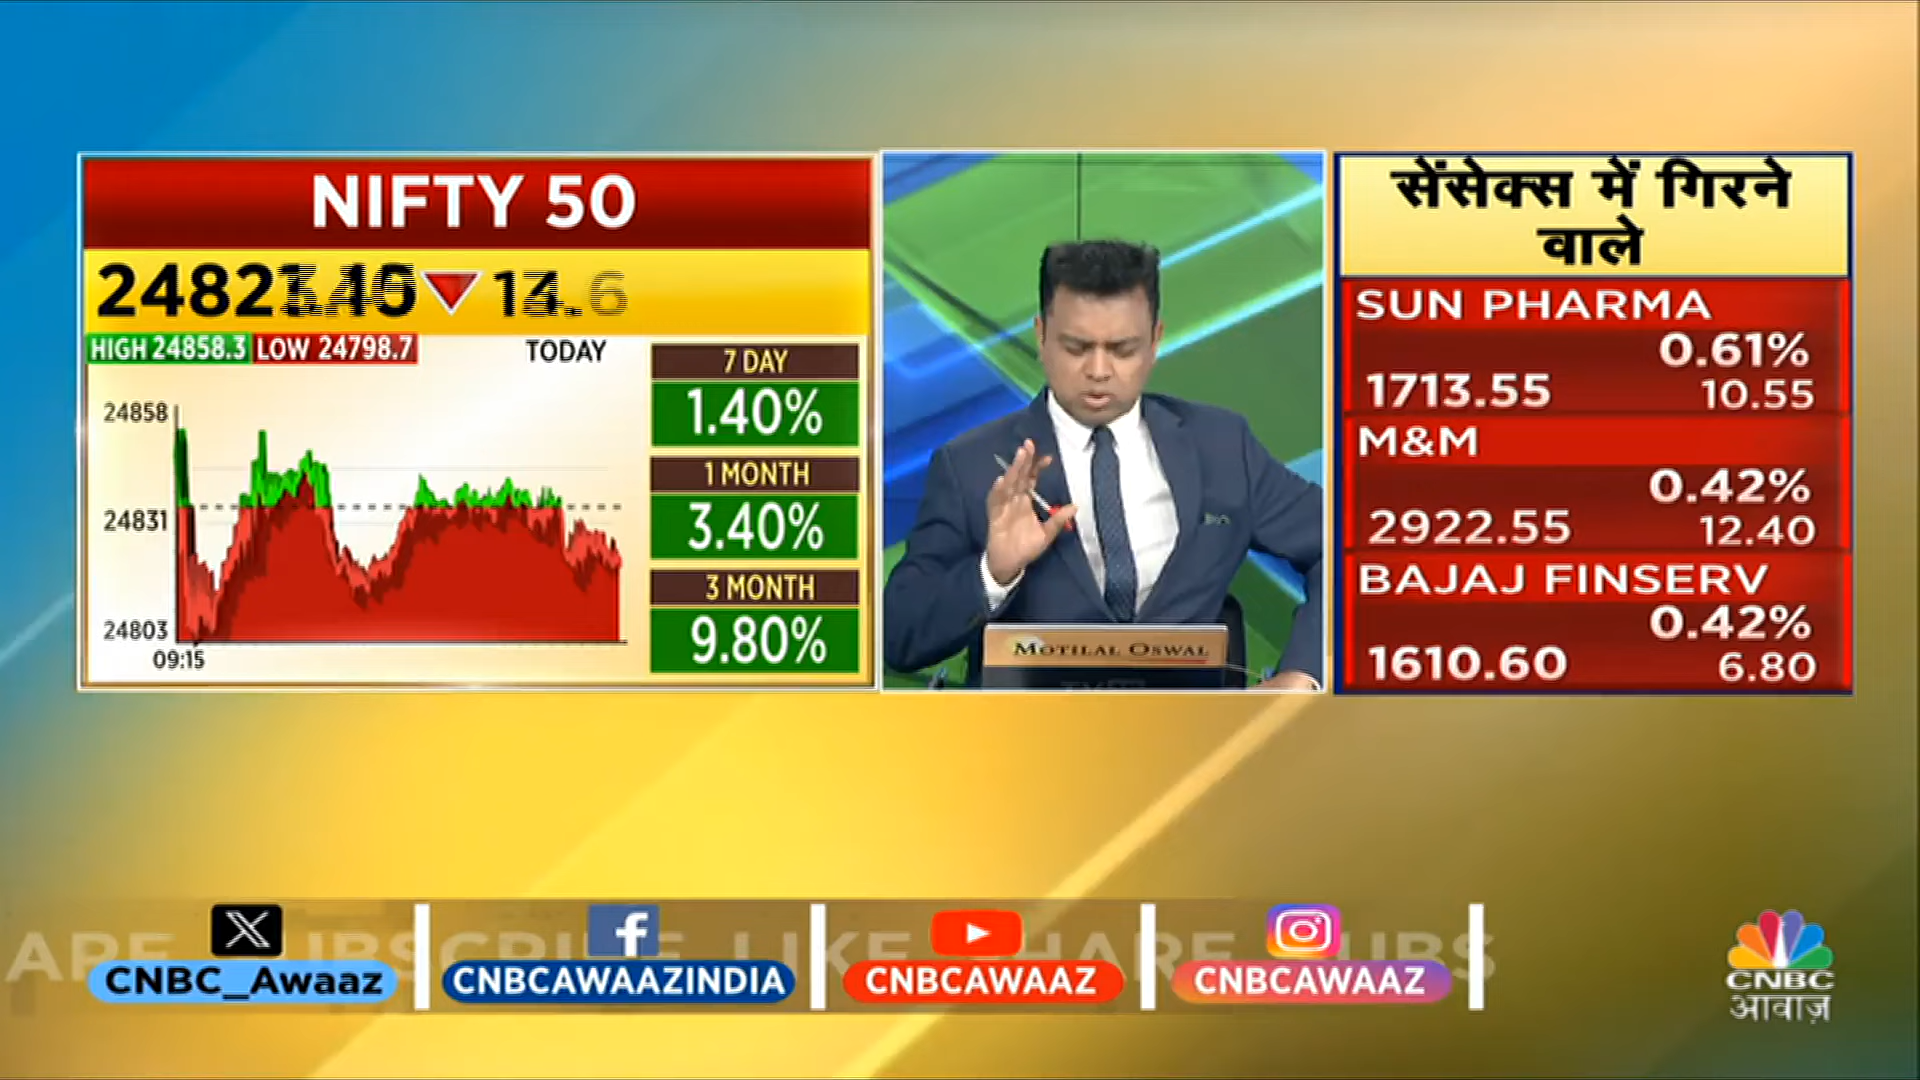 NIFTY 50
HIGH 24858.3 LOW 24798.7
TODAY
24858
24831
24803
09:15
7 DAY
1.40%
1 MONTH
3.40%
3 MONTH
9.80%
MOTILAL OSWAL
सेंसेक्स में गिरने
वाले
SUN PHARMA
0.61%
1713.55 10.55
M&M
0.42%
2922.55 12.40
BAJAJ FINSERV
0.42%
1610.60 6.80
CNBC_Awaaz
CNBCAWAAZINDIA
CNBCAWAAZ
CNBCAWAAZ
CNBC
आवाज़